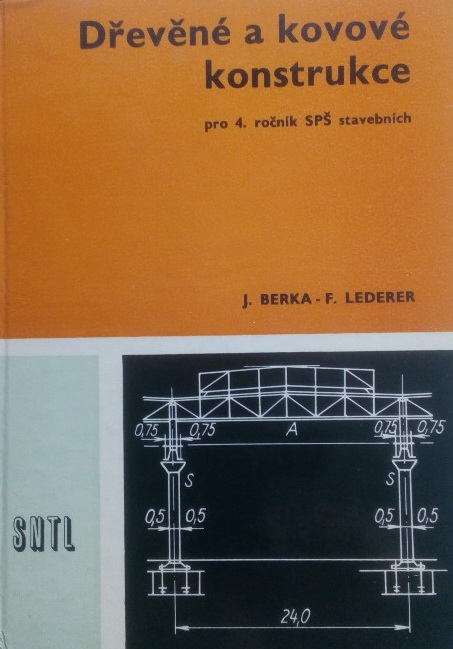 Dřevěné a kovové
konstrukce
pro 4. ročník SPŠ stavebních
J. BERKA - F. LEDERER
0,75 0,75 A 0,75 0,75
S S
SNTL
0,5 0,5 0,5 0,5
24,0